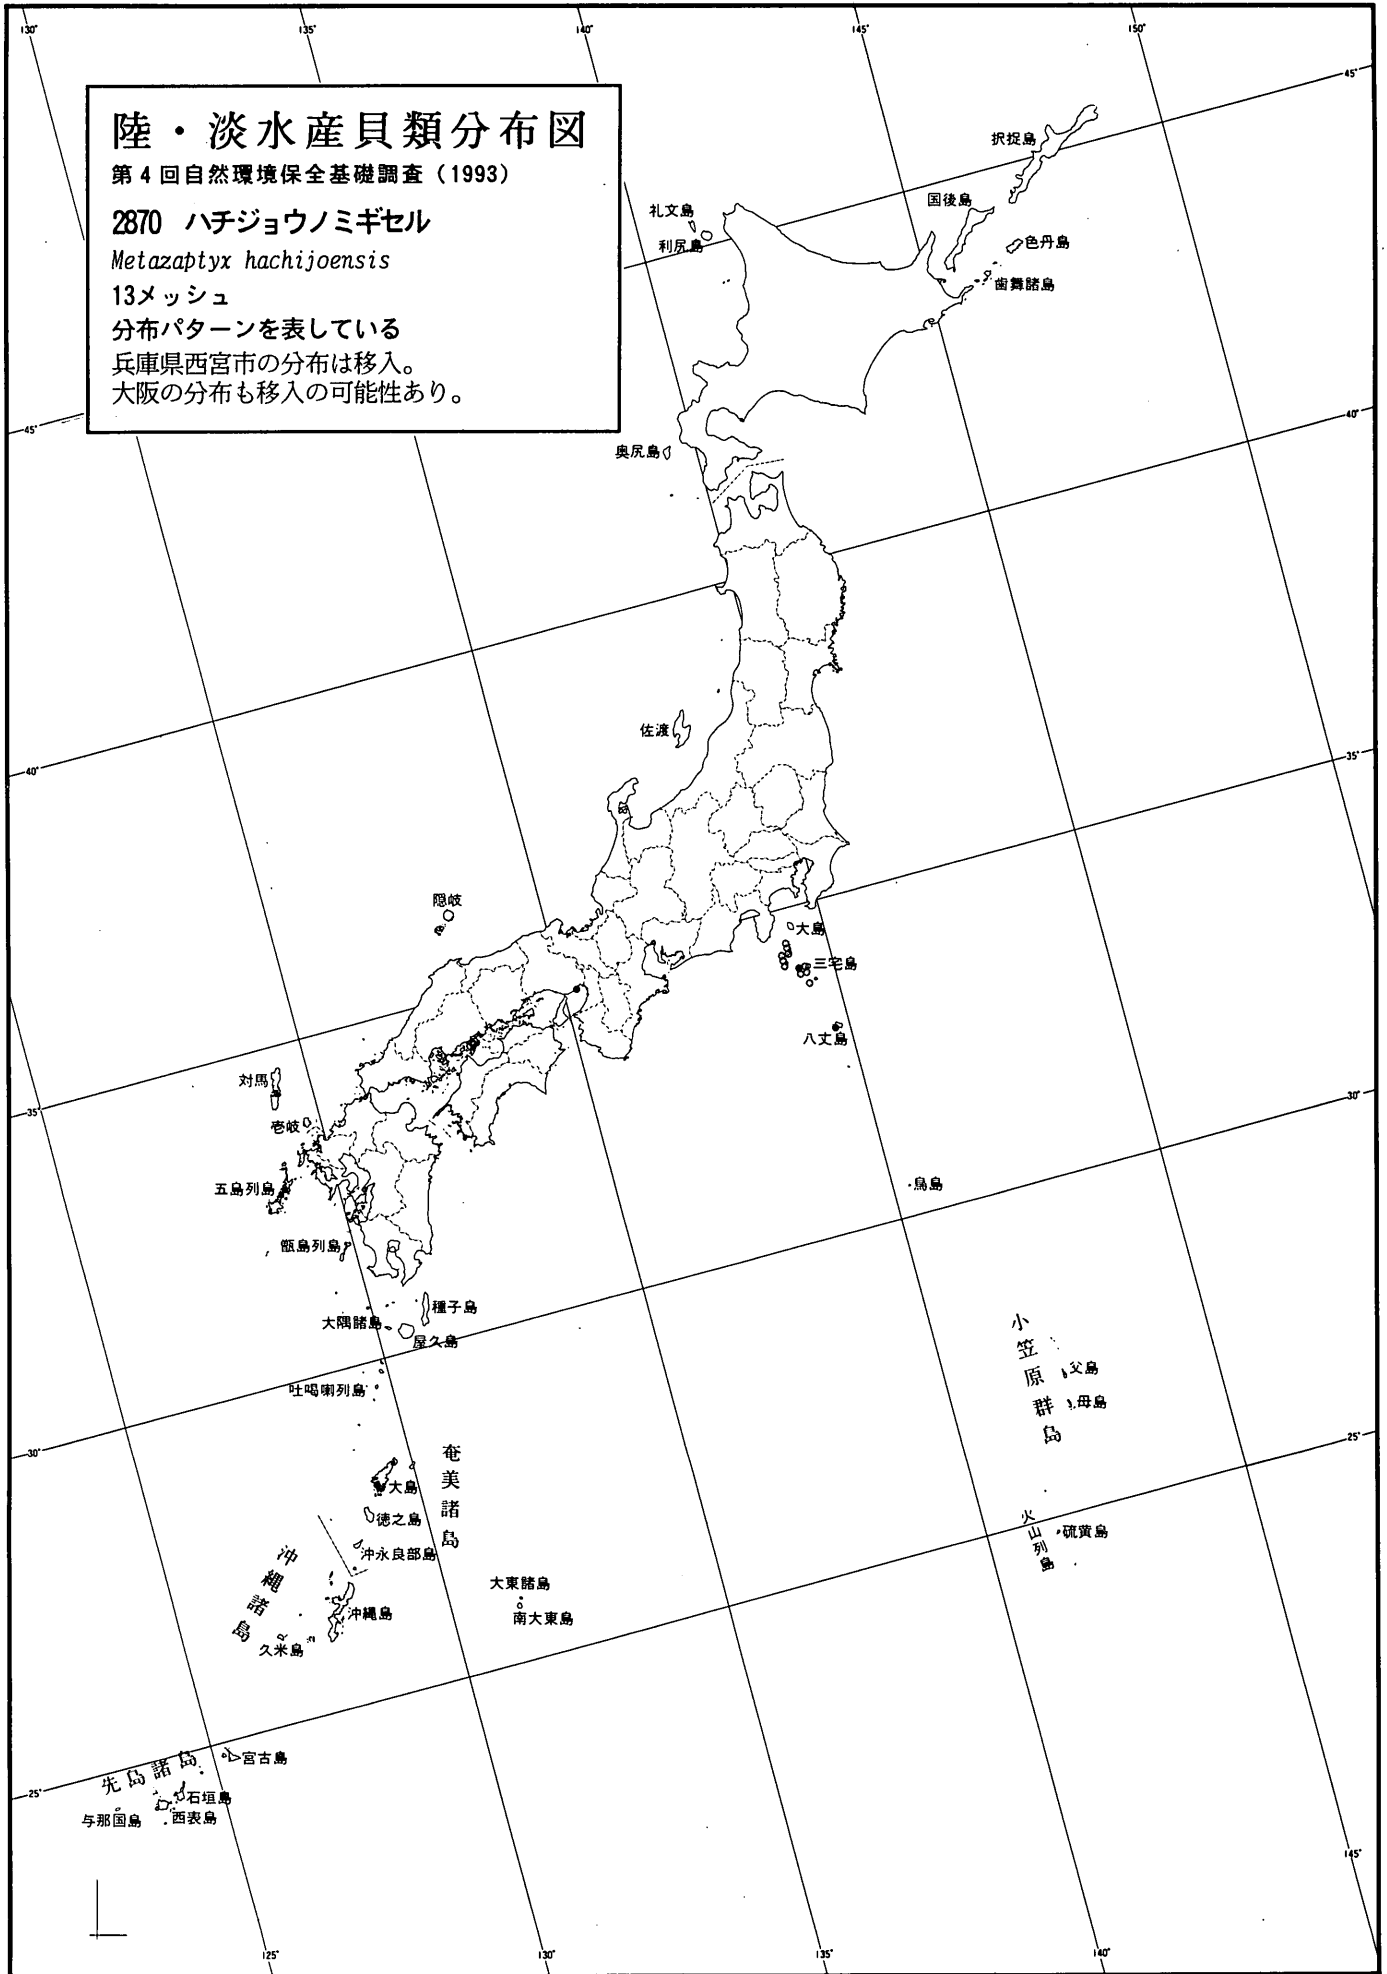 130°
135°
140°
145°
150°
陸・淡水産貝類分布図
第4回自然環境保全基礎調査（1993）
2870 ハチジョウノミギセル
Metazaptyx hachijoensis
13メッシュ
分布パターンを表している
兵庫県西宮市の分布は移入。
大阪の分布も移入の可能性あり。
45°
択捉島
国後島
礼文島
利尻島
色丹島
歯舞諸島
40°
45°
奥尻島
佐渡
35°
40°
隠岐
大島
三宅島
八丈島
対馬
30°
35°
壱岐
五島列島
鳥島
甑島列島
種子島
大隅諸島
屋久島
吐噶喇列島
小笠原群島
父島
母島
25°
30°
奄美諸島
大島
徳之島
沖永良部島
火山列島
硫黄島
沖縄諸島
沖縄島
久米島
大東諸島
南大東島
先島諸島
宮古島
石垣島
西表島
与那国島
25°
145°
125°
130°
135°
140°